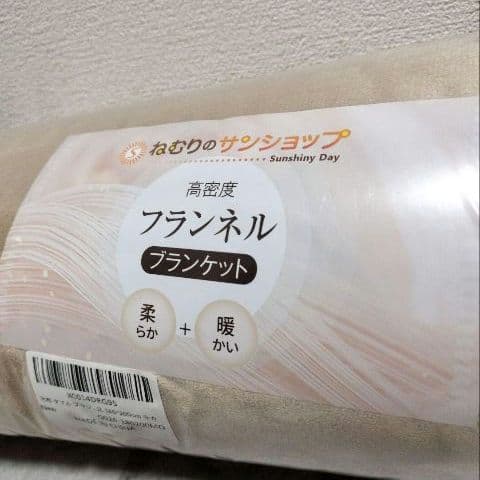 ねむりのサンショップ
Sunshiny Day
高密度
フランネル
ブランケット
柔らか
+
暖かい